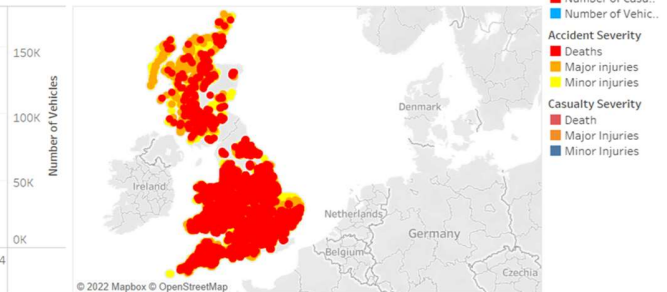 150K
100K
50K
0K
4
Number of Vehicles
Denmark
Ireland
Netherlands
Germany
Belgium
Czechia
© 2022 Mapbox © OpenStreetMap
Number of Vehic..
Accident Severity
Deaths
Major injuries
Minor injuries
Casualty Severity
Death
Major Injuries
Minor Injuries